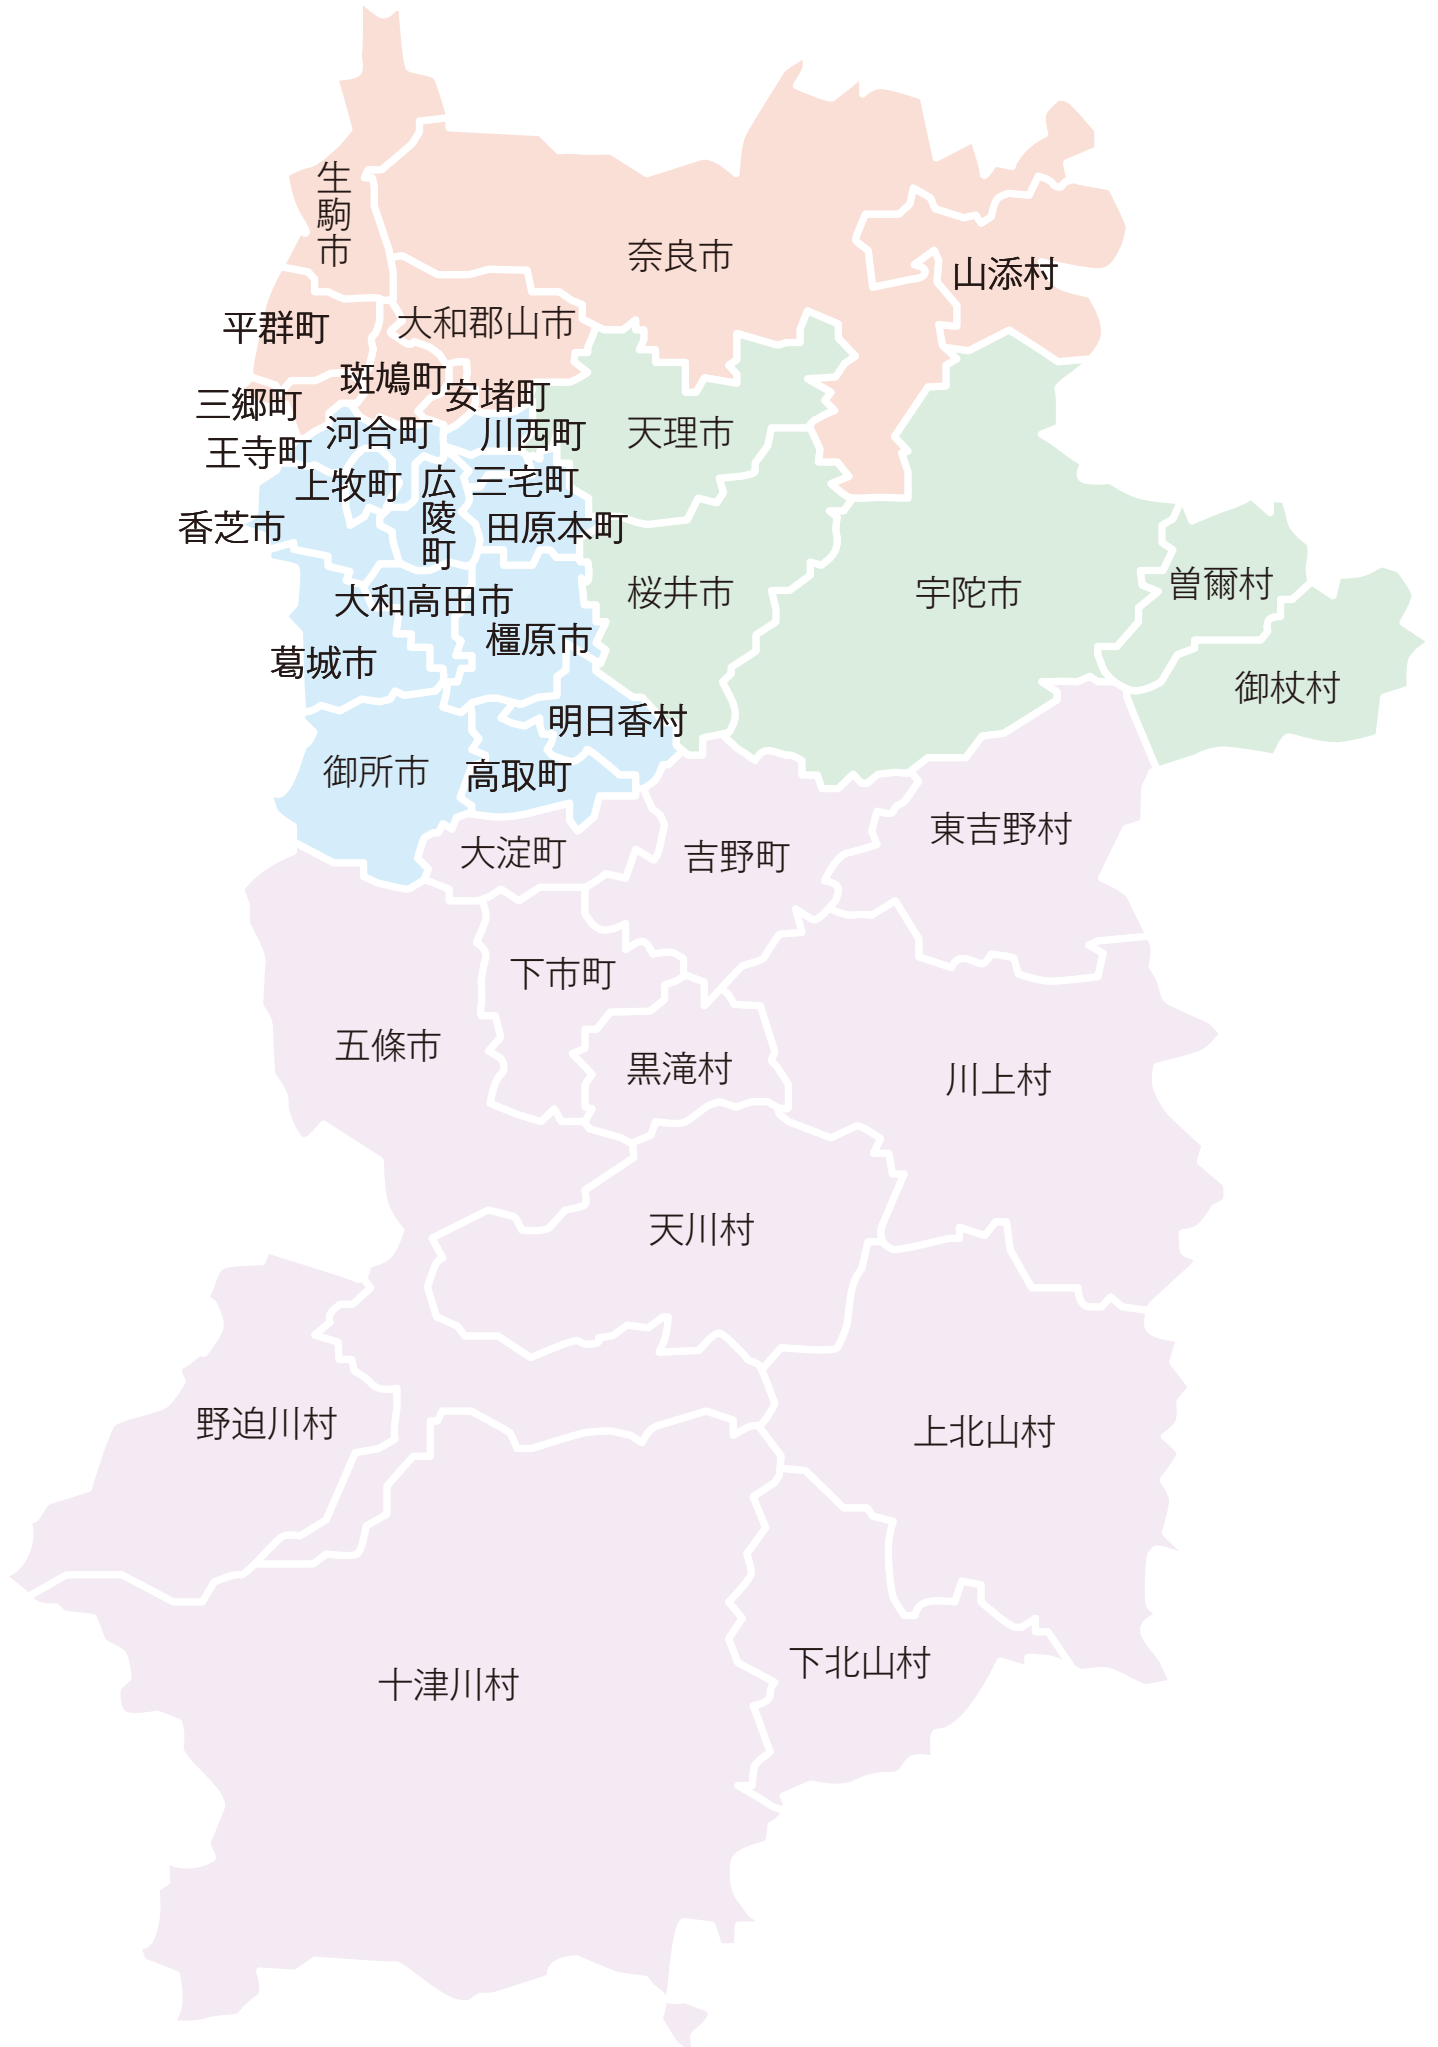 生駒市
奈良市
山添村
平群町
大和郡山市
斑鳩町
安堵町
三郷町
河合町
川西町
天理市
王寺町
上牧町
広陵町
三宅町
香芝市
田原本町
大和高田市
桜井市
宇陀市
曽爾村
橿原市
葛城市
御杖村
明日香村
御所市
高取町
大淀町
吉野町
東吉野村
下市町
五條市
黒滝村
川上村
天川村
野迫川村
上北山村
下北山村
十津川村